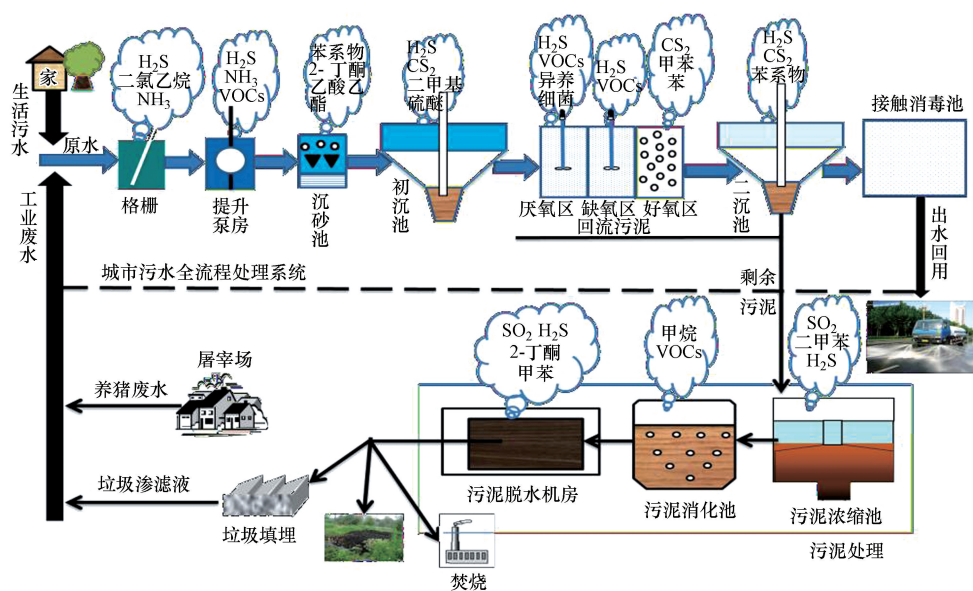 家
生活污水
原水
H₂S
二氯乙烷
NH₃
格栅
H₂S
NH₃
VOCs
提升
泵房
苯系物
2-丁酮
乙酸乙
酯
沉砂池
H₂S
CS₂
二甲基
硫醚
初沉池
H₂S
VOCs
异养
细菌
厌氧区
H₂S
VOCs
缺氧区
CS₂
甲苯
苯
好氧区
回流污泥
H₂S
CS₂
苯系物
二沉池
接触消毒池
出水回用
工业废水
城市污水全流程处理系统
剩余
污泥
屠宰场
养猪废水
垃圾渗滤液
垃圾填埋
SO₂ H₂S
2-丁酮
甲苯
污泥脱水机房
甲烷
VOCs
污泥消化池
SO₂
二甲苯
H₂S
污泥浓缩池
污泥处理
焚烧